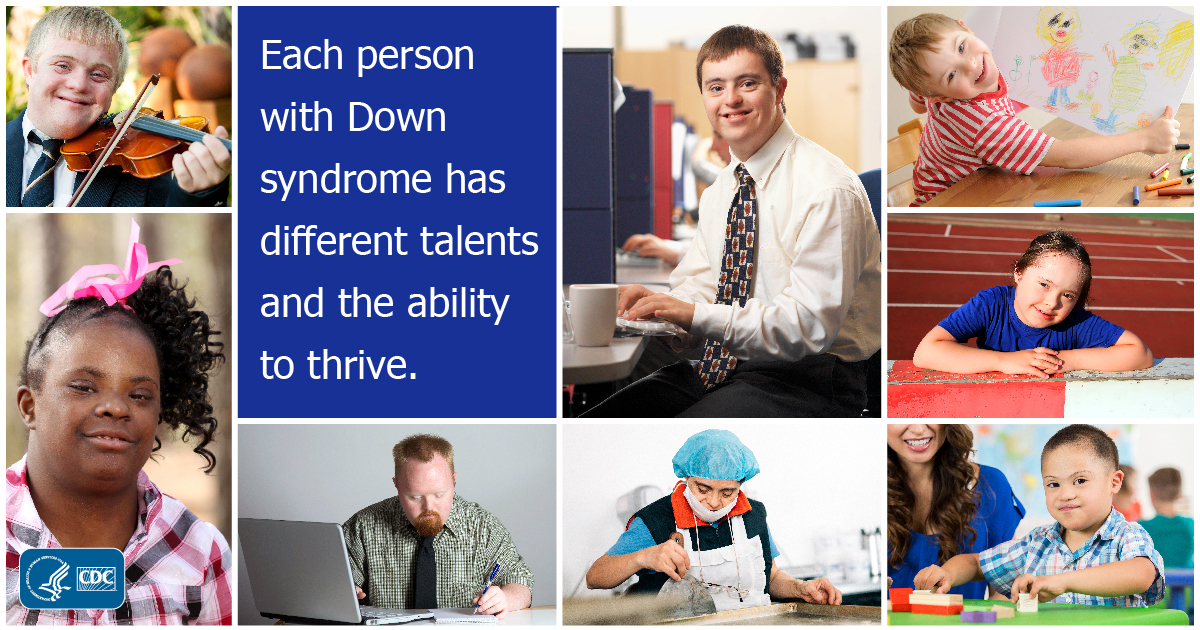 Each person
with Down
syndrome has
different talents
and the ability
to thrive.
CDC